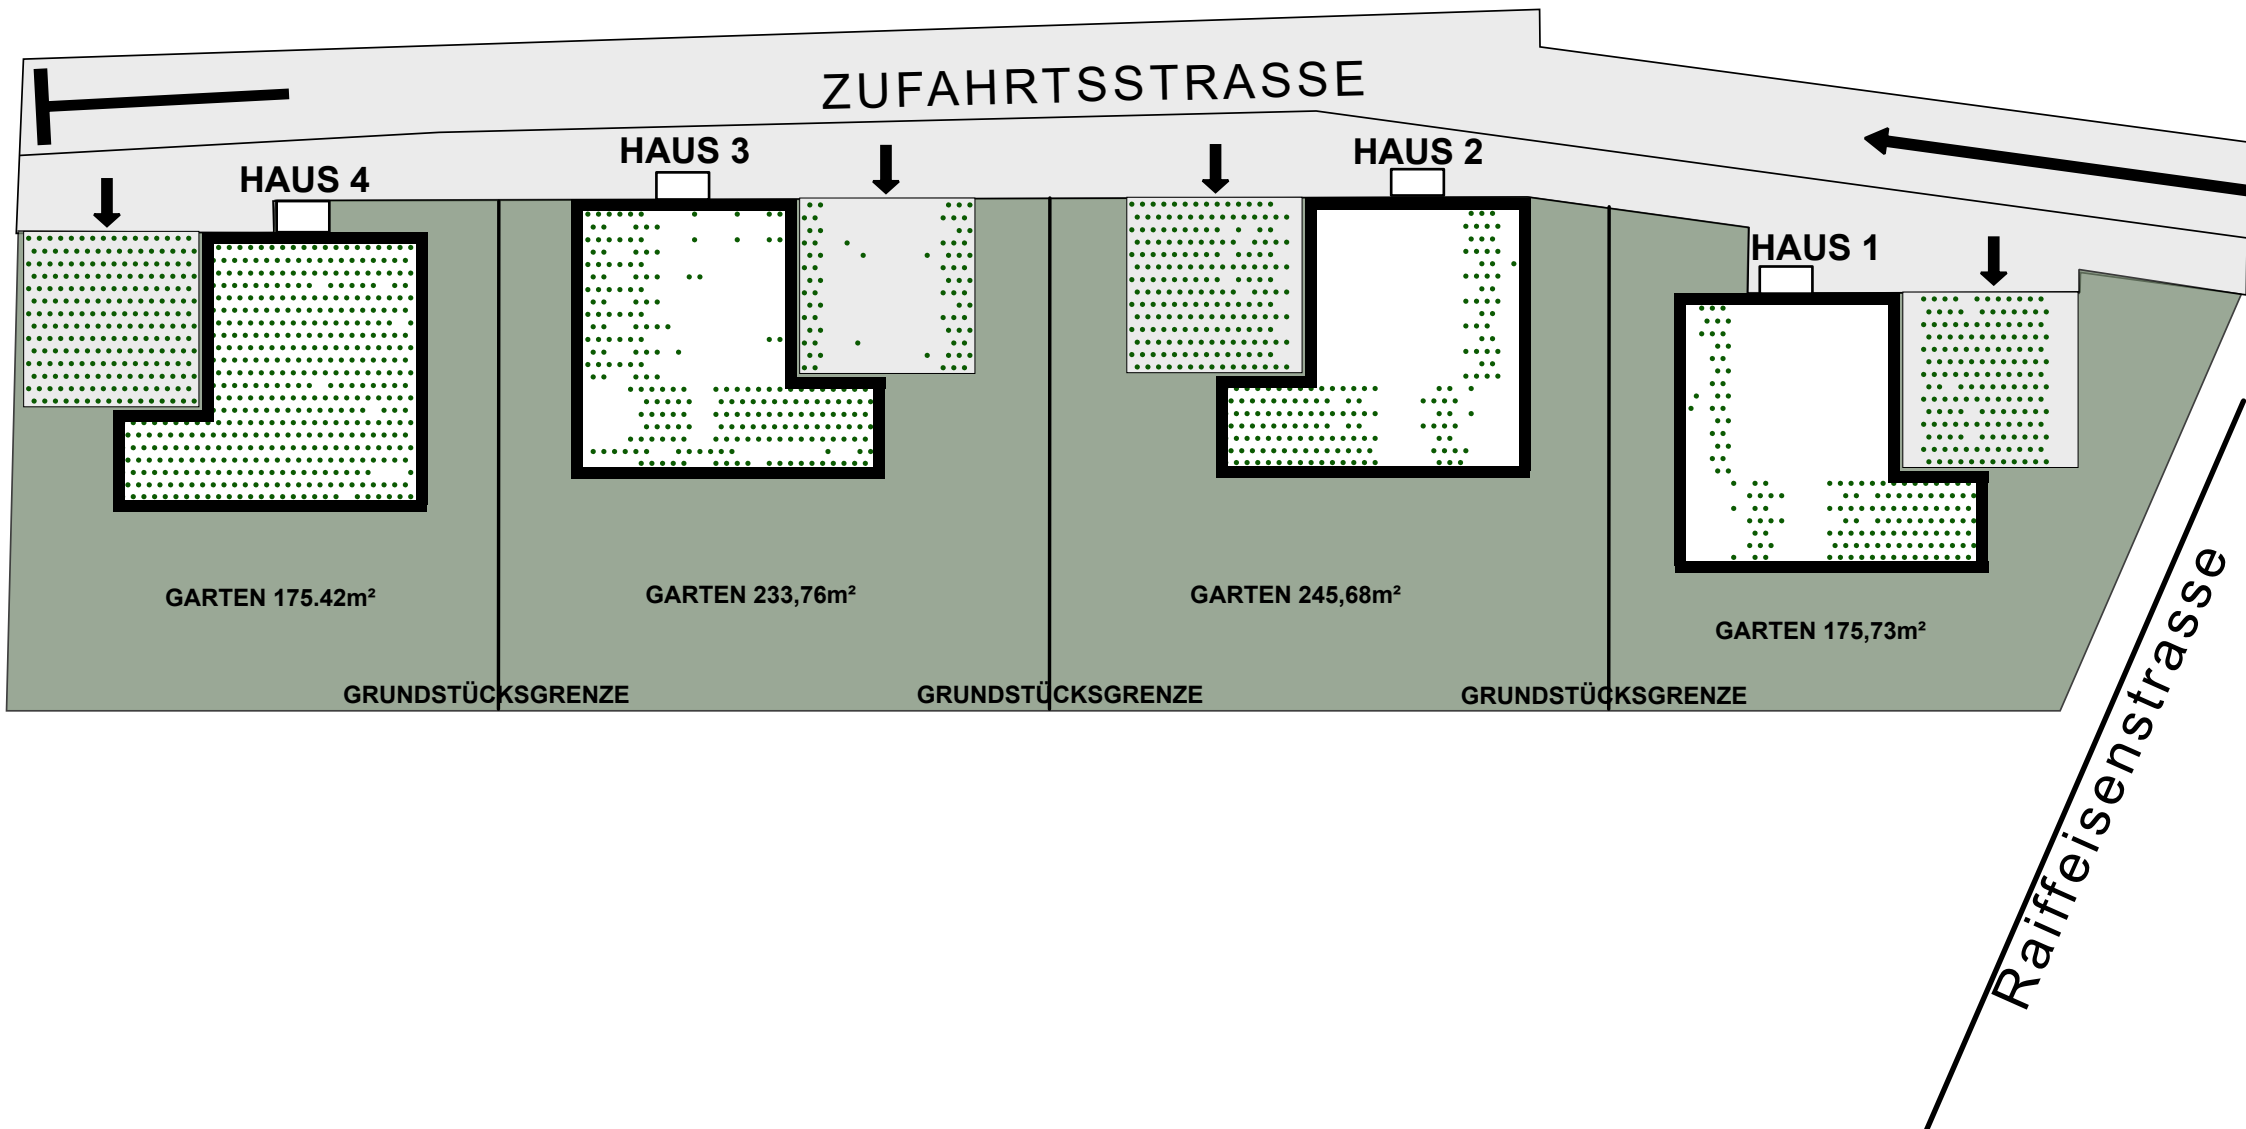 ZUFAHRTSSTRASSE
HAUS 4
HAUS 3
HAUS 2
HAUS 1
GARTEN 175.42m²
GARTEN 233,76m²
GARTEN 245,68m²
GARTEN 175,73m²
GRUNDSTÜCKSGRENZE
GRUNDSTÜCKSGRENZE
GRUNDSTÜCKSGRENZE
Raiffeisenstrasse